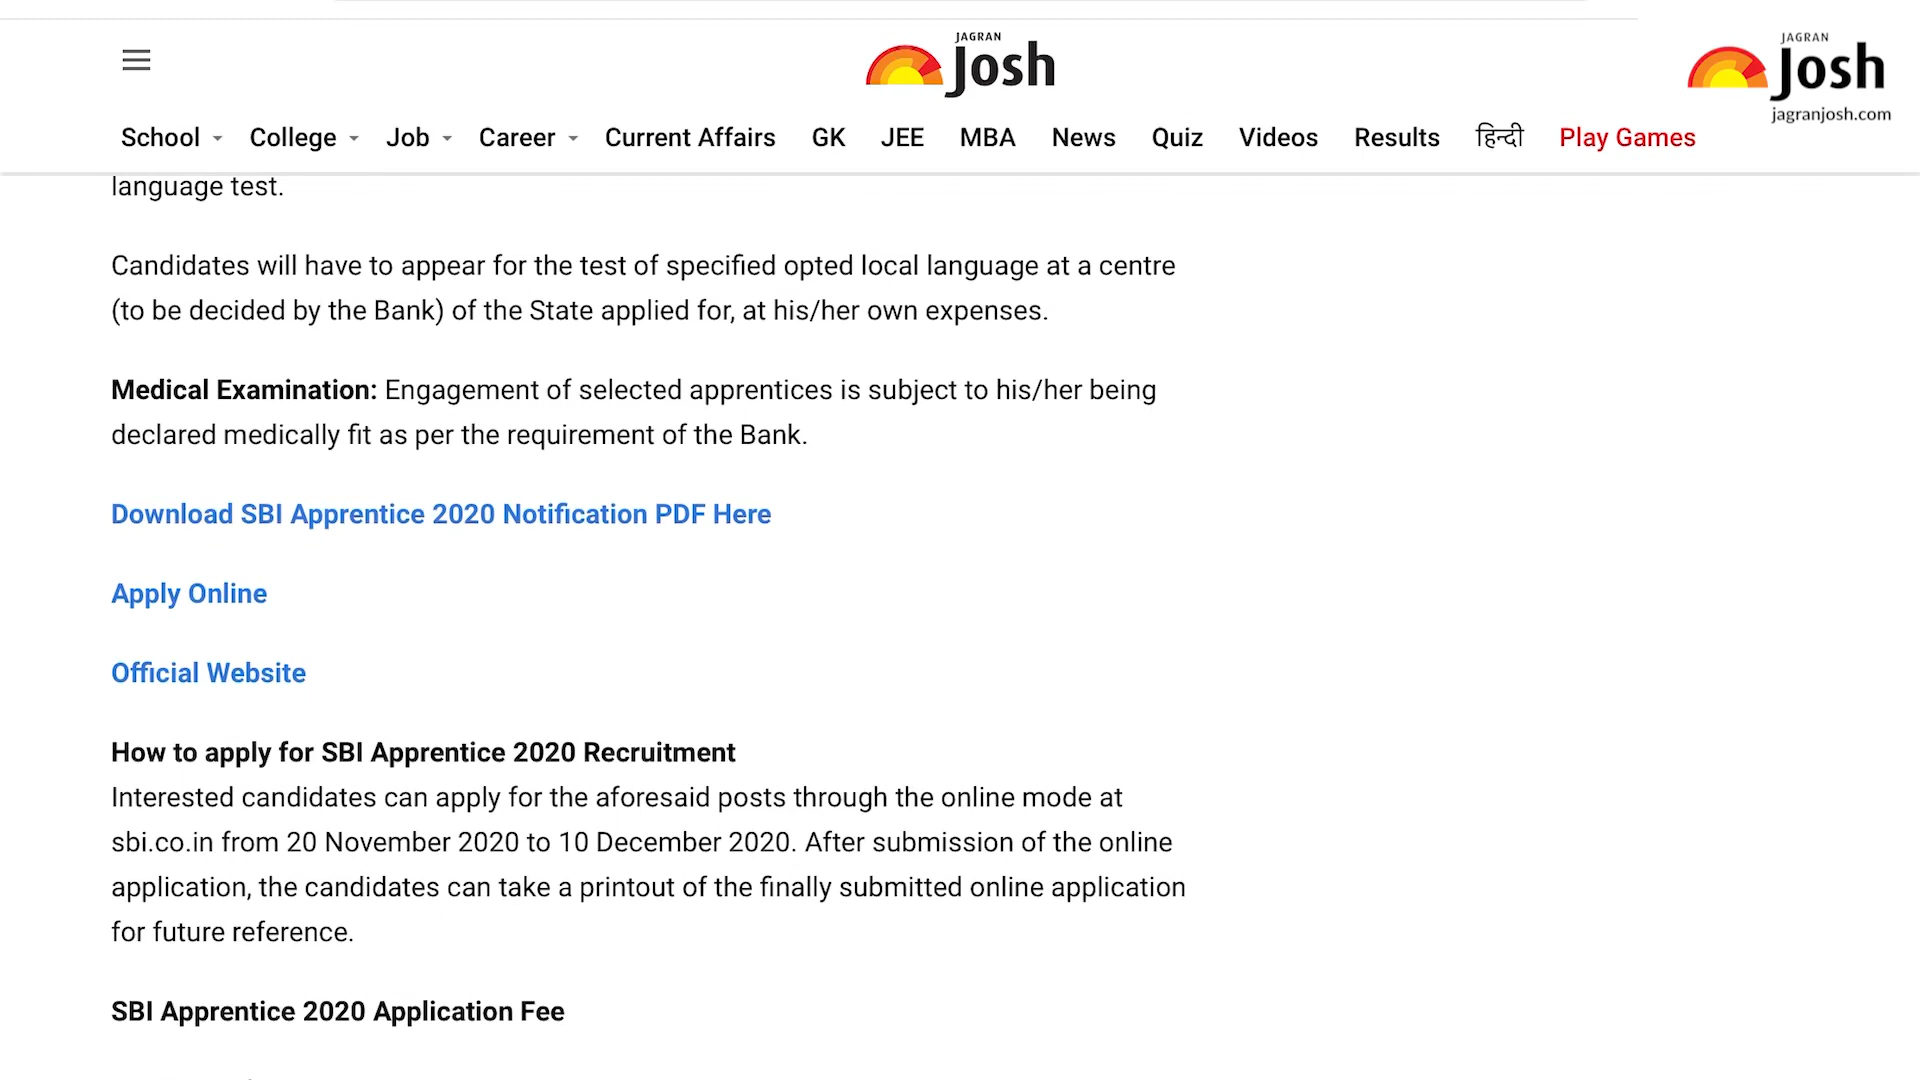 JAGRAN
Josh
JAGRAN
Josh
jagranjosh.com
School College Job Career Current Affairs GK JEE MBA News Quiz Videos Results हिन्दी Play Games
language test.
Candidates will have to appear for the test of specified opted local language at a centre
(to be decided by the Bank) of the State applied for, at his/her own expenses.
Medical Examination: Engagement of selected apprentices is subject to his/her being
declared medically fit as per the requirement of the Bank.
Download SBI Apprentice 2020 Notification PDF Here
Apply Online
Official Website
How to apply for SBI Apprentice 2020 Recruitment
Interested candidates can apply for the aforesaid posts through the online mode at
sbi.co.in from 20 November 2020 to 10 December 2020. After submission of the online
application, the candidates can take a printout of the finally submitted online application
for future reference.
SBI Apprentice 2020 Application Fee